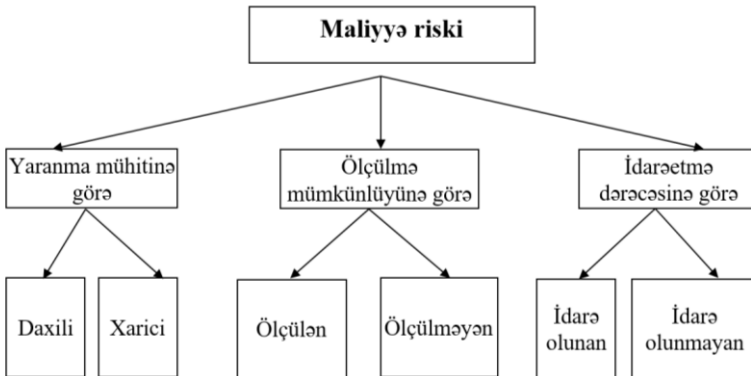 Maliyyə riski
Yaranma mühitinə
görə
Ölçülmə
mümkünlüyünə görə
İdarəetmə
dərəcəsinə görə
Daxili
Xarici
Ölçülən
Ölçülməyən
İdarə
olunan
İdarə
olunmayan